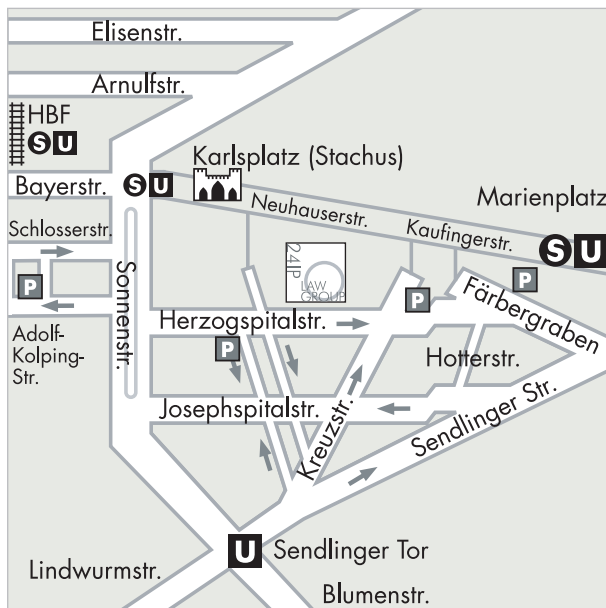 Elisenstr.
Arnulfstr.
HBF
S U
Karlsplatz (Stachus)
Bayerstr.
S U
Neuhauserstr.
Marienplatz
Kaufingerstr.
S U
Schlosserstr.
P
Sonnenstr.
24IP
LAW
GROUP
P
P
Färbergraben
Herzogspitalstr.
Adolf-
Kolping-
Str.
P
Hotterstr.
Josephspitalstr.
Kreuzstr.
Sendlinger Str.
U
Sendlinger Tor
Lindwurmstr.
Blumenstr.